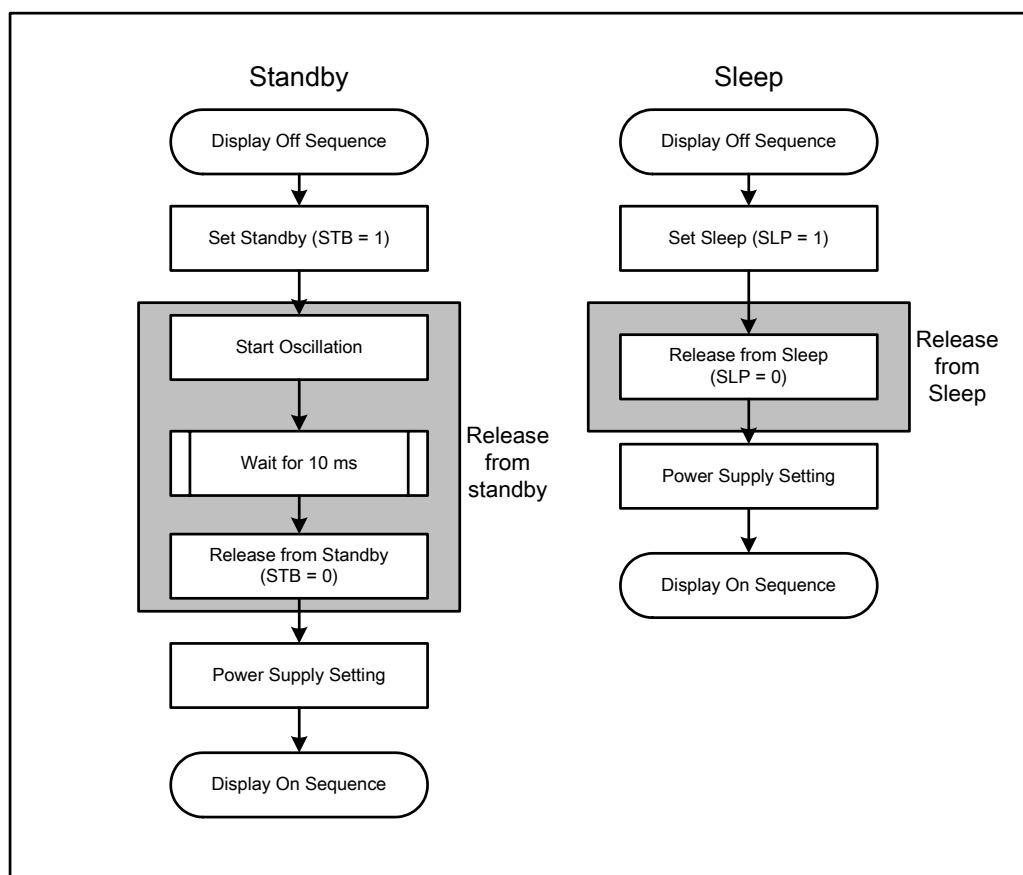 Standby
Display Off Sequence
Set Standby (STB = 1)
Start Oscillation
Wait for 10 ms
Release from Standby
(STB = 0)
Release
from
standby
Power Supply Setting
Display On Sequence
Sleep
Display Off Sequence
Set Sleep (SLP = 1)
Release from Sleep
(SLP = 0)
Release
from
Sleep
Power Supply Setting
Display On Sequence